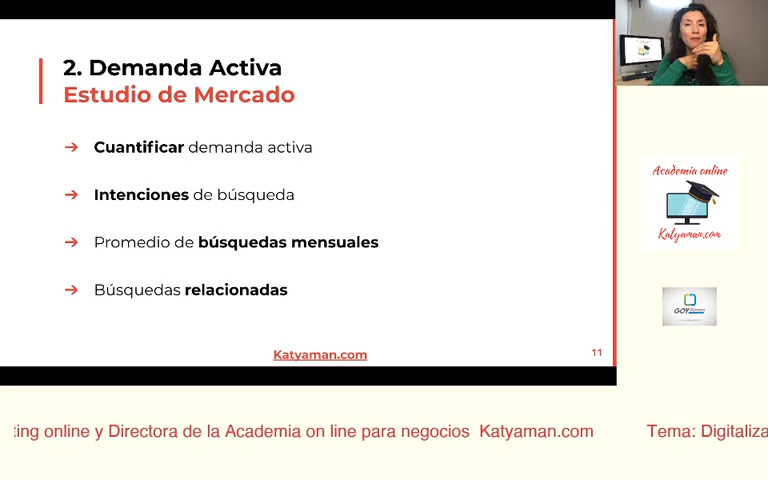 2. Demanda Activa
Estudio de Mercado
➔ Cuantificar demanda activa
➔ Intenciones de búsqueda
➔ Promedio de búsquedas mensuales
➔ Búsquedas relacionadas
Katyaman.com
11
Academia online
Katyaman.com
ting online y Directora de la Academia on line para negocios Katyaman.com
Tema: Digitaliza